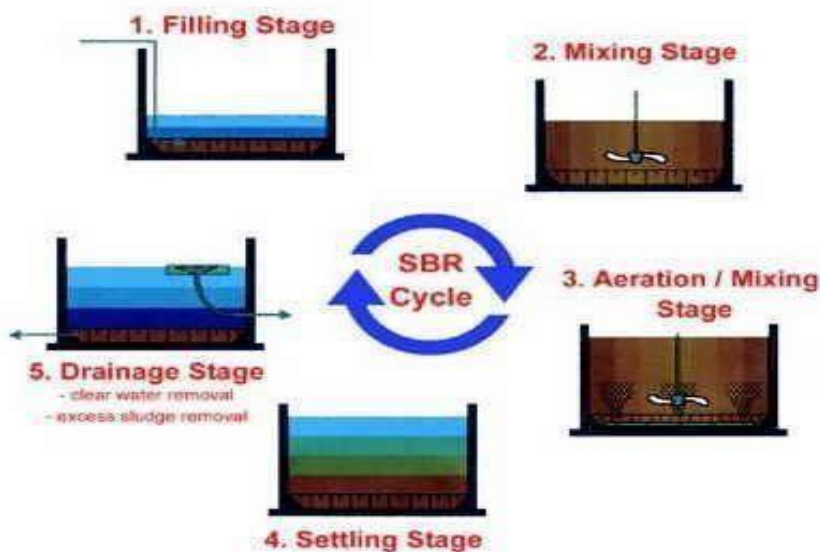 1. Filling Stage
2. Mixing Stage
SBR
Cycle
3. Aeration / Mixing
Stage
5. Drainage Stage
- clear water removal
- excess sludge removal
4. Settling Stage